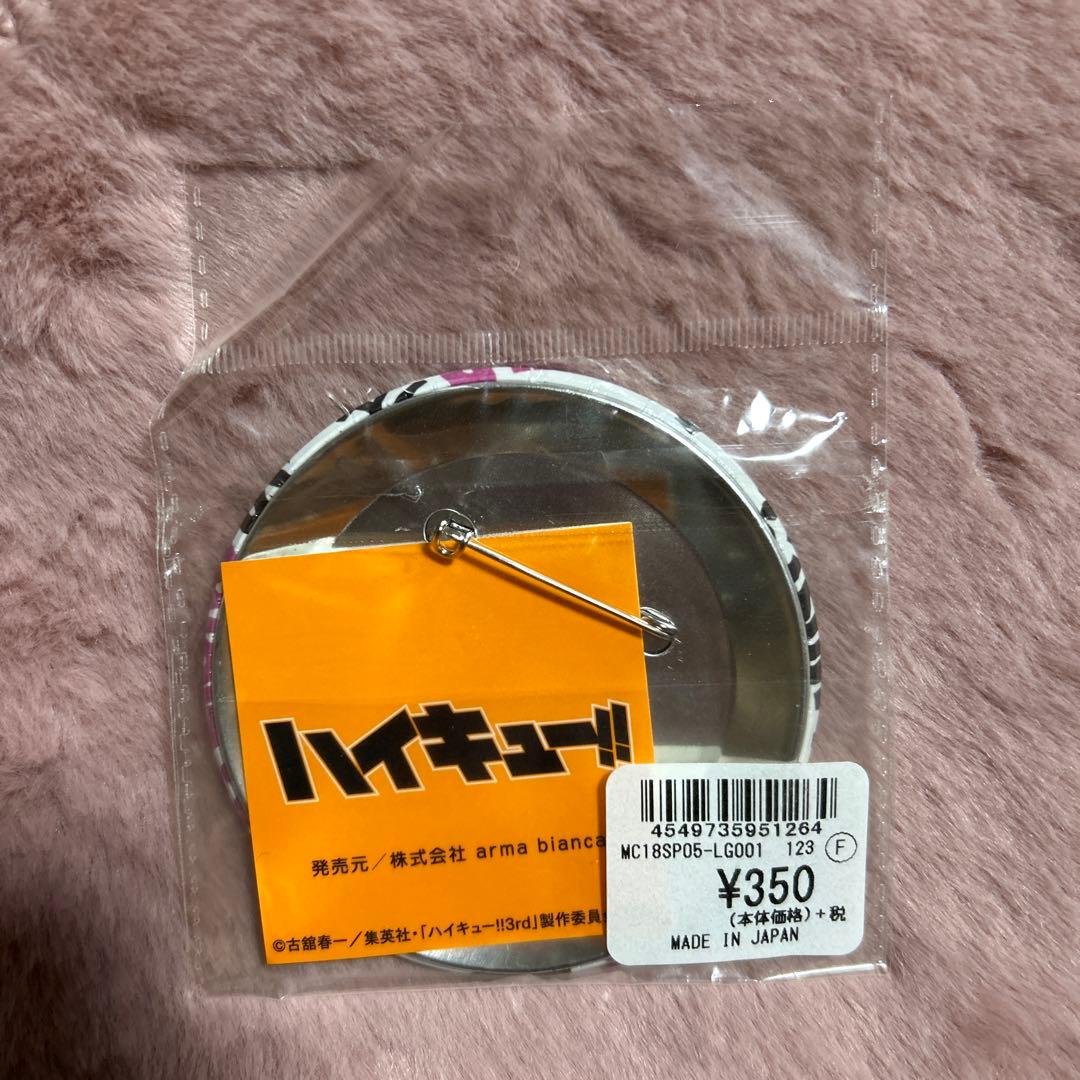 ハイキュー!!
発売元／株式会社 arma bianca
©古舘春一／集英社・「ハイキュー!!3rd」製作委員
4549735951264
MC18SP05-LG001 123 F
¥350
(本体価格)+税
MADE IN JAPAN